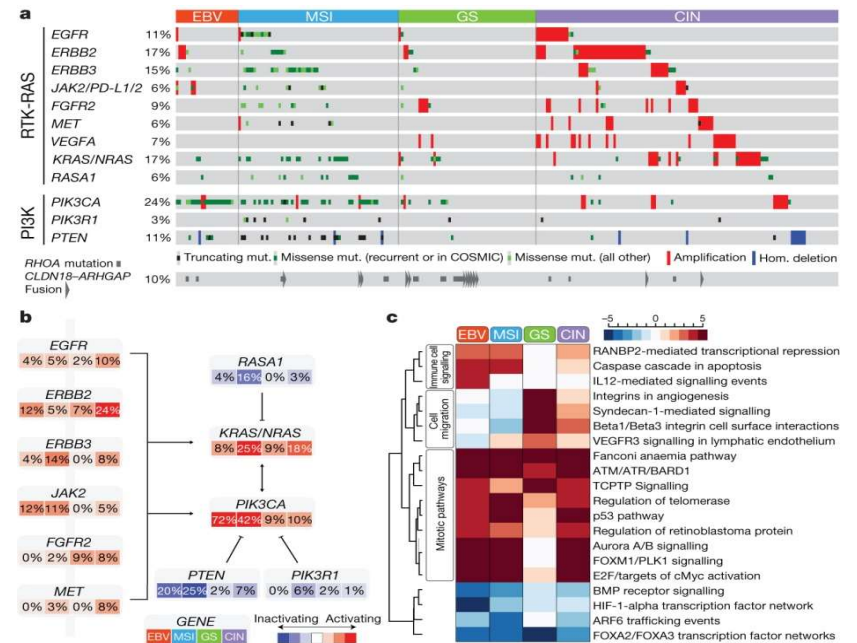 a
EBV MSI GS CIN
RTK-RAS
EGFR 11%
ERBB2 17%
ERBB3 15%
JAK2/PD-L1/2 6%
FGFR2 9%
MET 6%
VEGFA 7%
KRAS/NRAS 17%
RASA1 6%
PI3K
PIK3CA 24%
PIK3R1 3%
PTEN 11%
Truncating mut. Missense mut. (recurrent or in COSMIC) Missense mut. (all other) Amplification Hom. deletion
RHOA mutation
CLDN18–ARHGAP 10%
Fusion
b
EGFR
4% 5% 2% 10%
ERBB2
12% 5% 7% 24%
ERBB3
4% 14% 0% 8%
JAK2
12% 11% 0% 5%
FGFR2
0% 2% 9% 8%
MET
0% 3% 0% 8%
RASA1
4% 16% 0% 3%
KRAS/NRAS
8% 25% 9% 18%
PIK3CA
72% 42% 9% 10%
PTEN
20% 25% 2% 7%
PIK3R1
0% 6% 2% 1%
GENE
EBV MSI GS CIN
Inactivating Activating
c
EBV MSI GS CIN
−5 0 5
Immune cell
signalling
RANBP2-mediated transcriptional repression
Caspase cascade in apoptosis
IL12-mediated signalling events
Cell
migration
Integrins in angiogenesis
Syndecan-1-mediated signalling
Beta1/Beta3 integrin cell surface interactions
VEGFR3 signalling in lymphatic endothelium
Mitotic pathways
Fanconi anaemia pathway
ATM/ATR/BARD1
TCPTP Signalling
Regulation of telomerase
p53 pathway
Regulation of retinoblastoma protein
Aurora A/B signalling
FOXM1/PLK1 signalling
E2F/targets of cMyc activation
BMP receptor signalling
HIF-1-alpha transcription factor network
ARF6 trafficking events
FOXA2/FOXA3 transcription factor networks